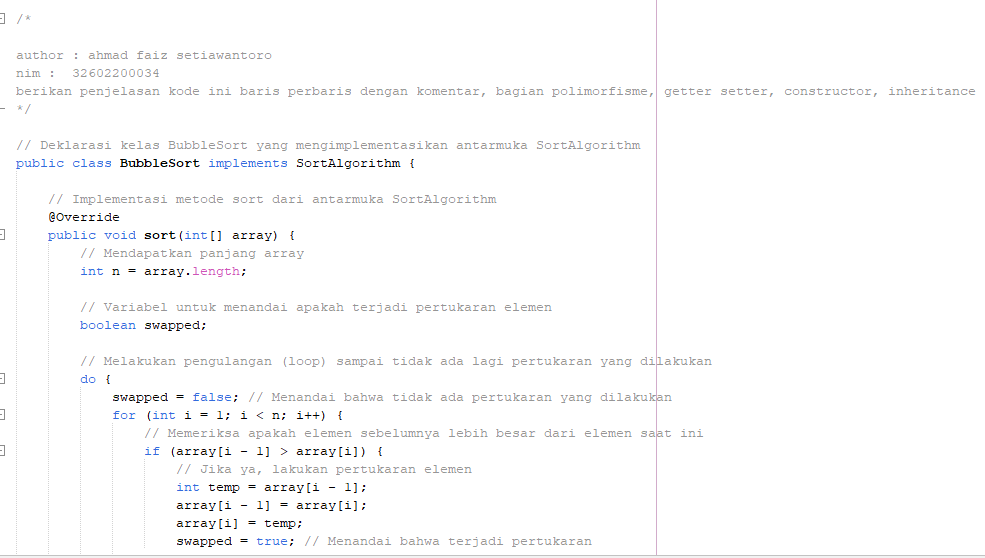 /*
author : ahmad faiz setiawantoro
nim :  32602200034
berikan penjelasan kode ini baris perbaris dengan komentar, bagian polimorfisme, getter setter, constructor, inheritance
*/
// Deklarasi kelas BubbleSort yang mengimplementasikan antarmuka SortAlgorithm
public class BubbleSort implements SortAlgorithm {
// Implementasi metode sort dari antarmuka SortAlgorithm
@Override
public void sort(int[] array) {
// Mendapatkan panjang array
int n = array.length;
// Variabel untuk menandai apakah terjadi pertukaran elemen
boolean swapped;
// Melakukan pengulangan (loop) sampai tidak ada lagi pertukaran yang dilakukan
do {
swapped = false; // Menandai bahwa tidak ada pertukaran yang dilakukan
for (int i = 1; i < n; i++) {
// Memeriksa apakah elemen sebelumnya lebih besar dari elemen saat ini
if (array[i - 1] > array[i]) {
// Jika ya, lakukan pertukaran elemen
int temp = array[i - 1];
array[i - 1] = array[i];
array[i] = temp;
swapped = true; // Menandai bahwa terjadi pertukaran